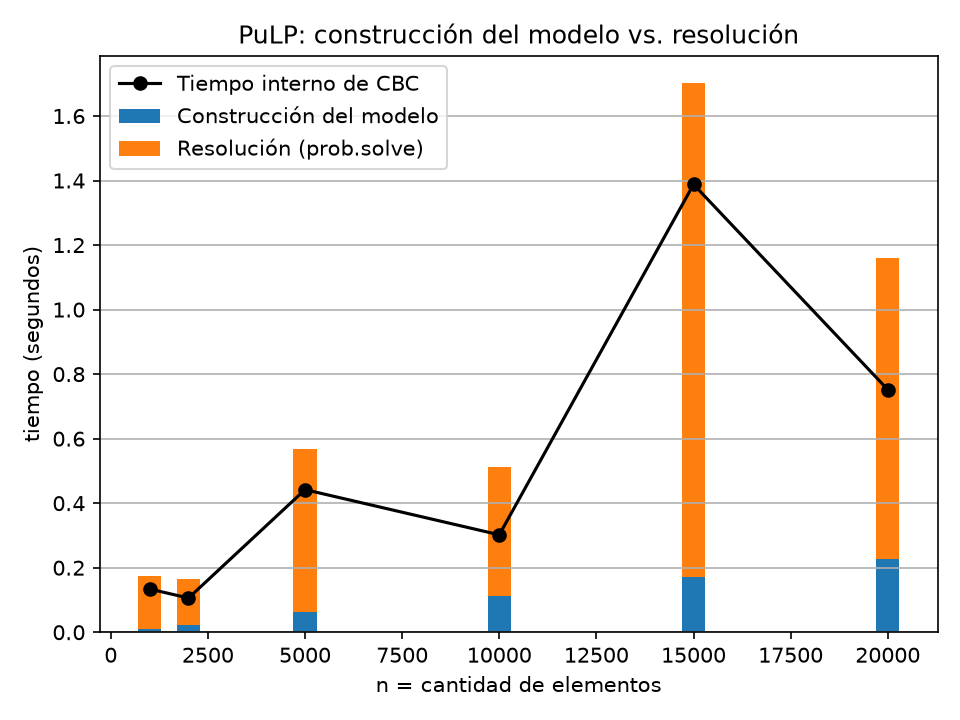 PuLP: construcción del modelo vs. resolución
Tiempo interno de CBC
Construcción del modelo
Resolución (prob.solve)
tiempo (segundos)
1.6
1.4
1.2
1.0
0.8
0.6
0.4
0.2
0.0
0 2500 5000 7500 10000 12500 15000 17500 20000
n = cantidad de elementos